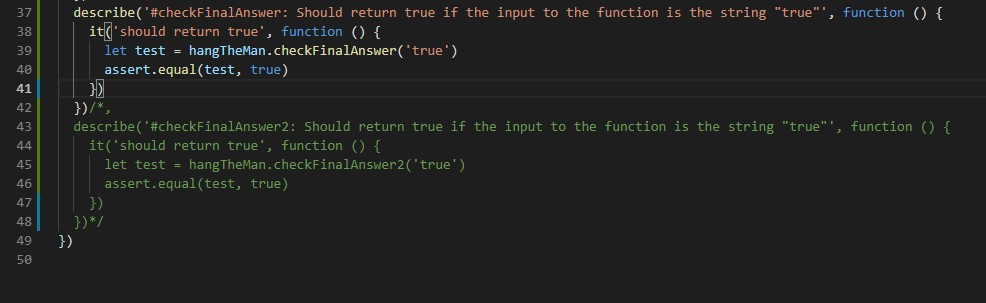 37 describe('#checkFinalAnswer: Should return true if the input to the function is the string "true"', function () {
38 it('should return true', function () {
39 let test = hangTheMan.checkFinalAnswer('true')
40 assert.equal(test, true)
41 })
42 })/*,
43 describe('#checkFinalAnswer2: Should return true if the input to the function is the string "true"', function () {
44 it('should return true', function () {
45 let test = hangTheMan.checkFinalAnswer2('true')
46 assert.equal(test, true)
47 })
48 })*/
49 })
50